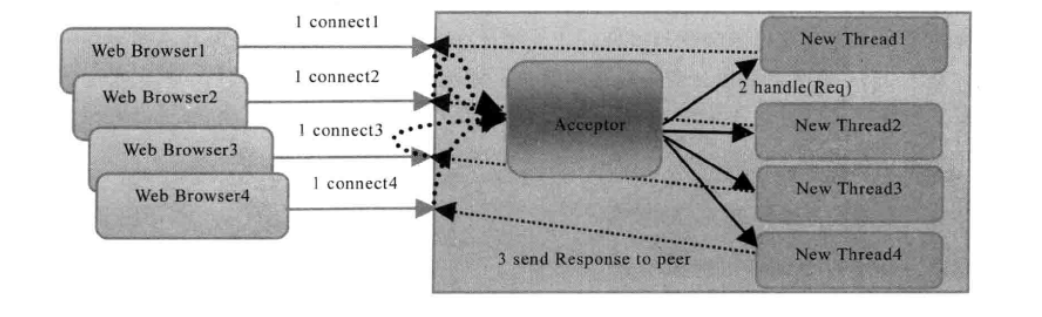 1 connect1
Web Browser1
New Thread1
1 connect2
2 handle(Req)
Web Browser2
Acceptor
New Thread2
1 connect3
Web Browser3
New Thread3
1 connect4
Web Browser4
3 send Response to peer
New Thread4